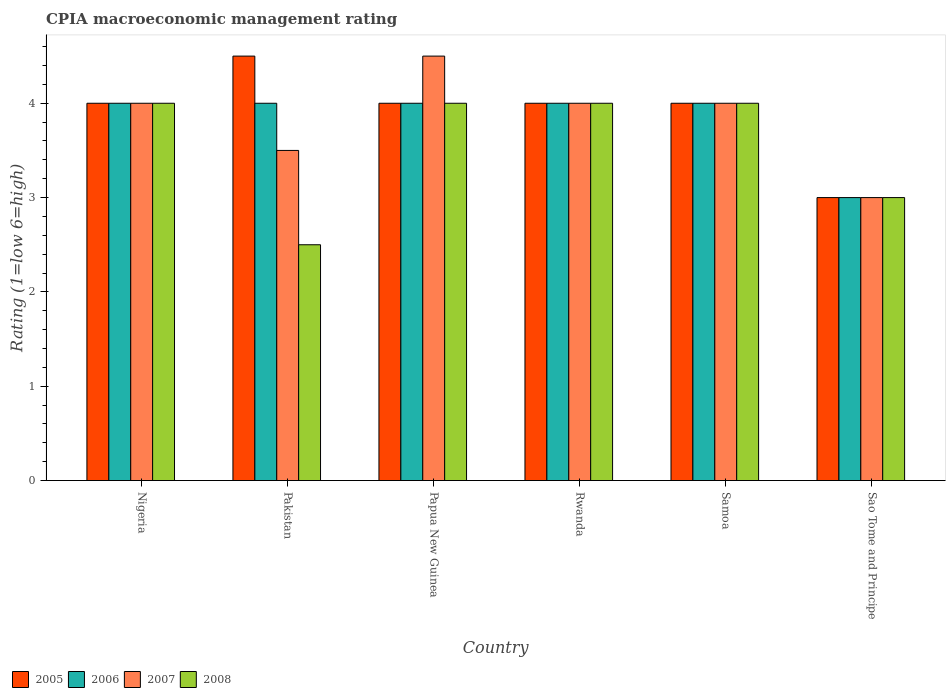 CPIA macroeconomic management rating
Rating (1=low 6=high)
4
3
2
1
0
Nigeria
Pakistan
Papua New Guinea
Rwanda
Samoa
Sao Tome and Principe
Country
2005
2006
2007
2008